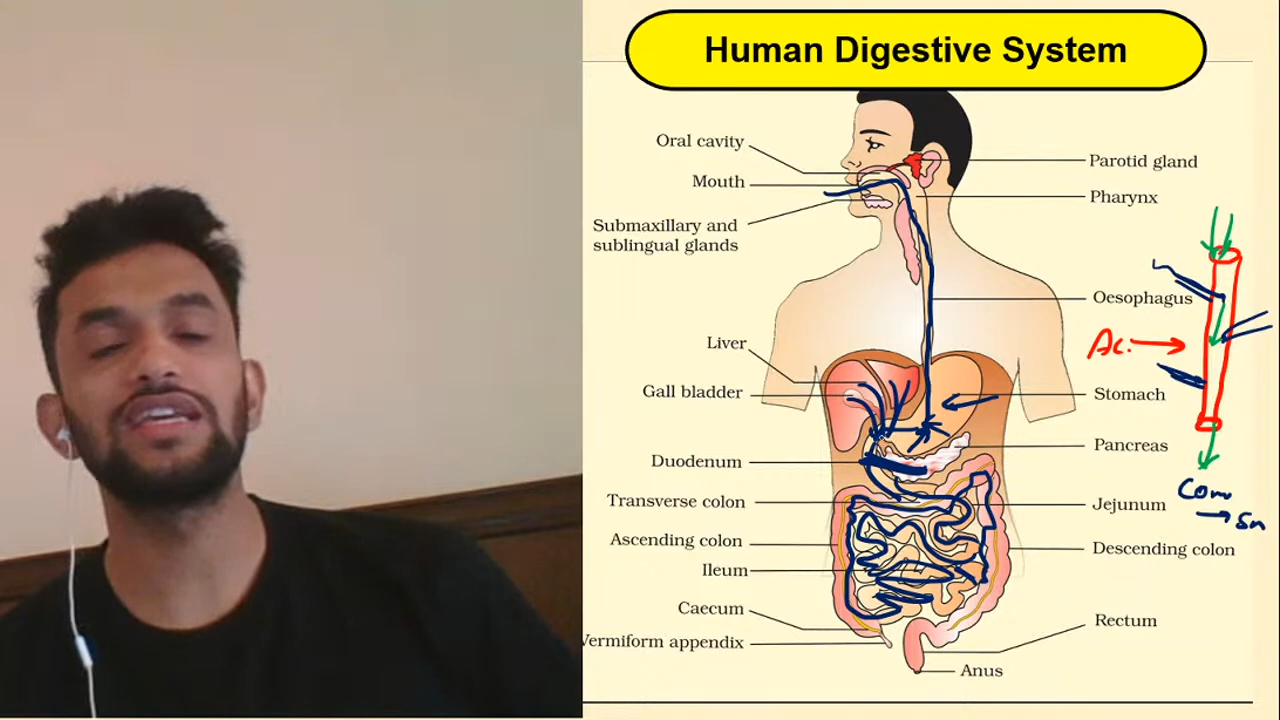 Human Digestive System
Oral cavity
Mouth
Submaxillary and
sublingual glands
Liver
Gall bladder
Duodenum
Transverse colon
Ascending colon
Ileum
Caecum
Vermiform appendix
Parotid gland
Pharynx
Oesophagus
Stomach
Pancreas
Jejunum
Descending colon
Rectum
Anus
Ac.
Com